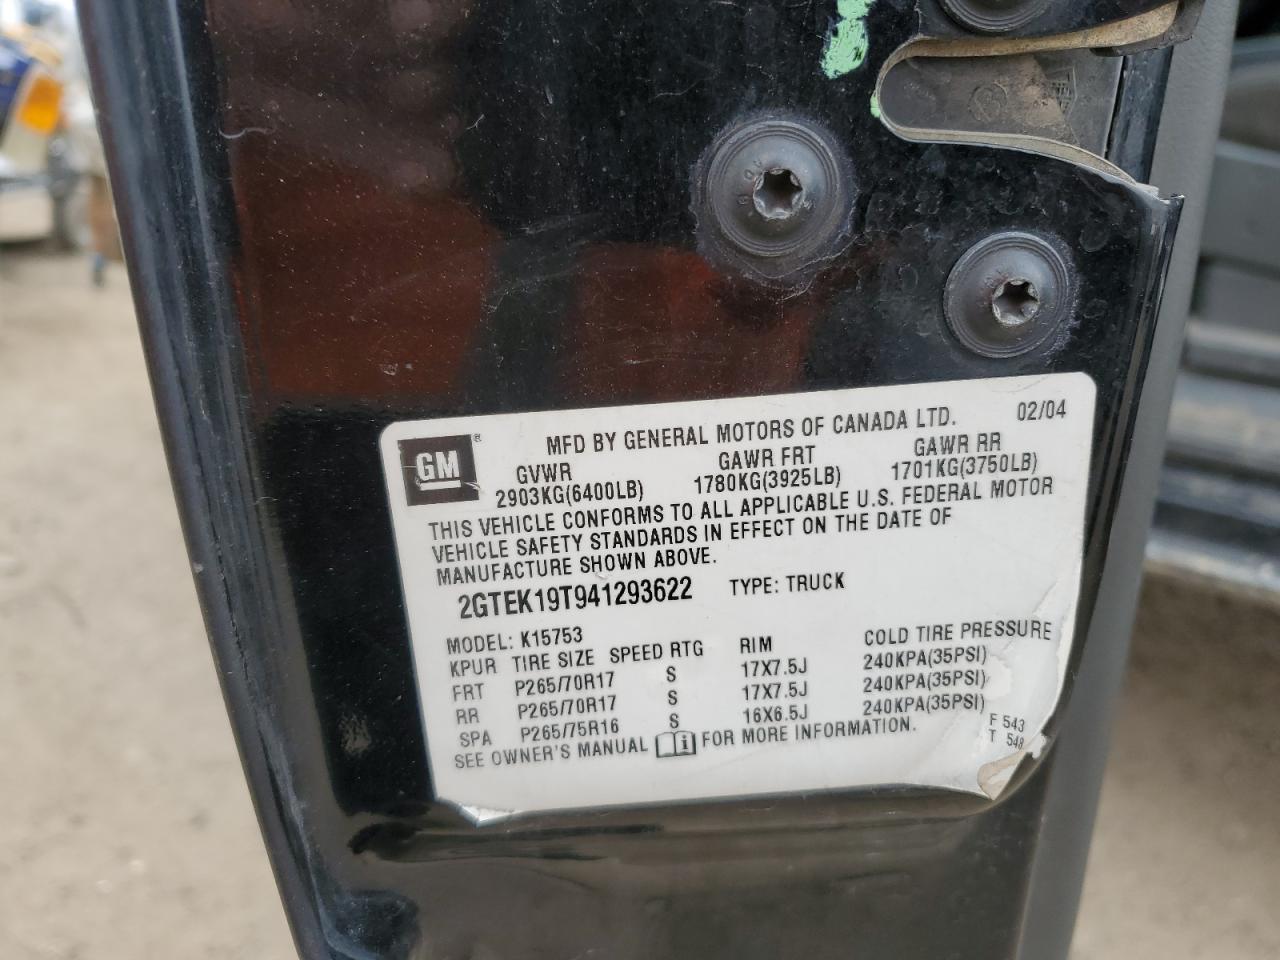 GM ® MFD BY GENERAL MOTORS OF CANADA LTD. 02/04
GVWR GAWR FRT GAWR RR
2903KG(6400LB) 1780KG(3925LB) 1701KG(3750LB)
THIS VEHICLE CONFORMS TO ALL APPLICABLE U.S. FEDERAL MOTOR
VEHICLE SAFETY STANDARDS IN EFFECT ON THE DATE OF
MANUFACTURE SHOWN ABOVE.
2GTEK19T941293622 TYPE: TRUCK
MODEL: K15753
KPUR TIRE SIZE SPEED RTG RIM COLD TIRE PRESSURE
FRT P265/70R17 S 17X7.5J 240KPA(35PSI)
RR P265/70R17 S 17X7.5J 240KPA(35PSI)
SPA P265/75R16 S 16X6.5J 240KPA(35PSI)
SEE OWNER'S MANUAL FOR MORE INFORMATION.
F 543
T 548